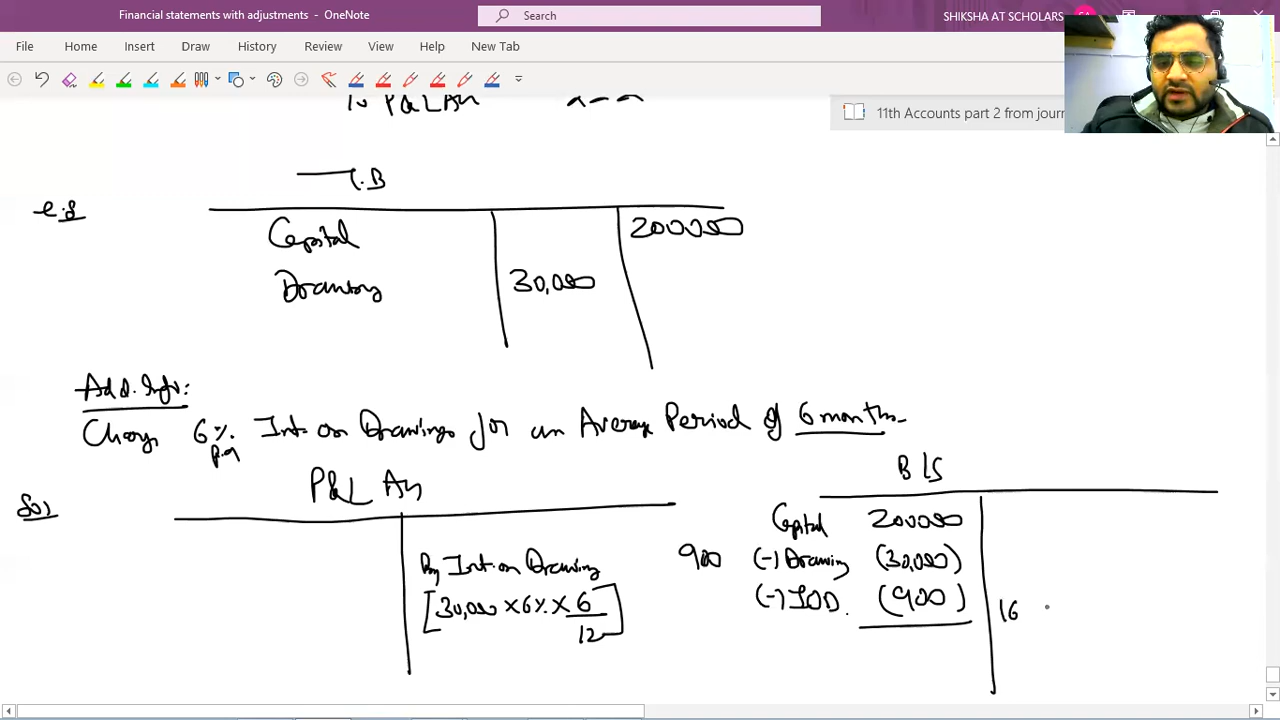 Financial statements with adjustments - OneNote
Search
SHIKSHA AT SCHOLARS
File Home Insert Draw History Review View Help New Tab
To P&L A/c
11th Accounts part 2 from journ
e.g
T.B
Capital 200000
Drawing 30,000
Add. Info:
Charge 6% Int. on Drawings for an Average Period of 6 months
p.a
Sol
P&L A/c
B/S
By Int. on Drawing 900
[30,000 × 6% × 6/12]
Capital 200000
(-) Drawing (30,000)
(-) IOD. (900)
16